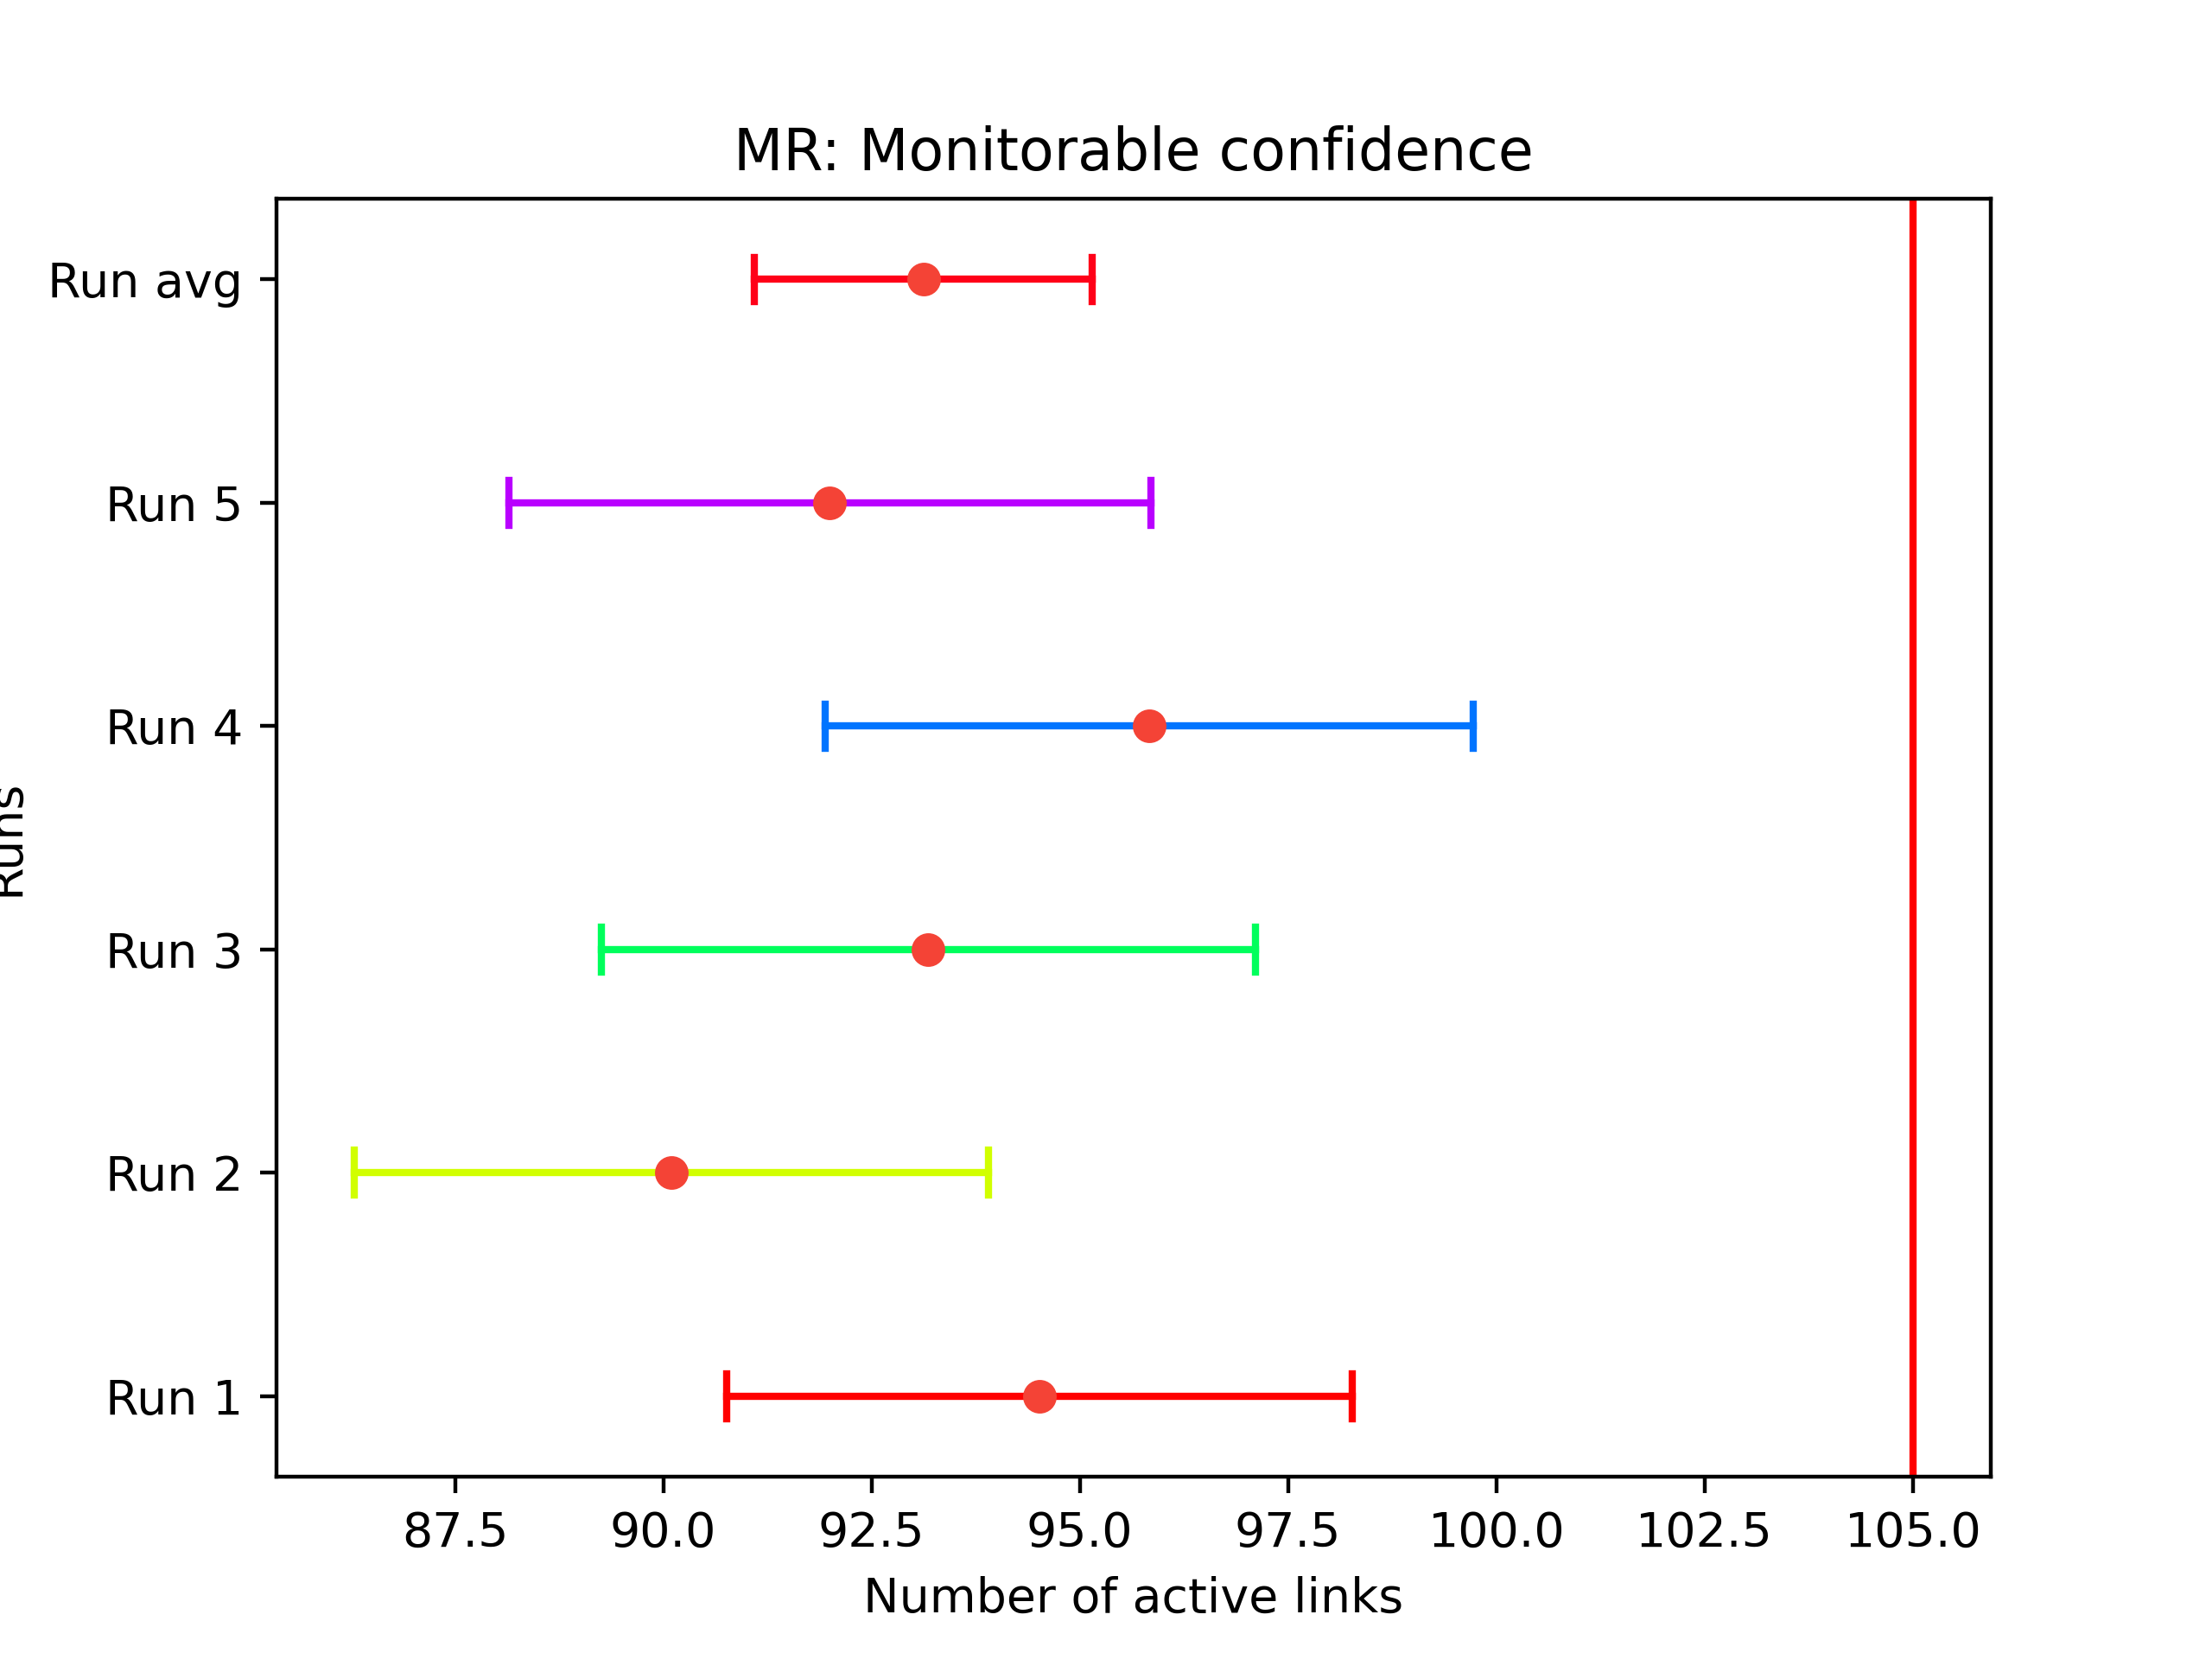 MR: Monitorable confidence
Run avg
Run 5
Run 4
Runs
Run 3
Run 2
Run 1
87.5 90.0 92.5 95.0 97.5 100.0 102.5 105.0
Number of active links